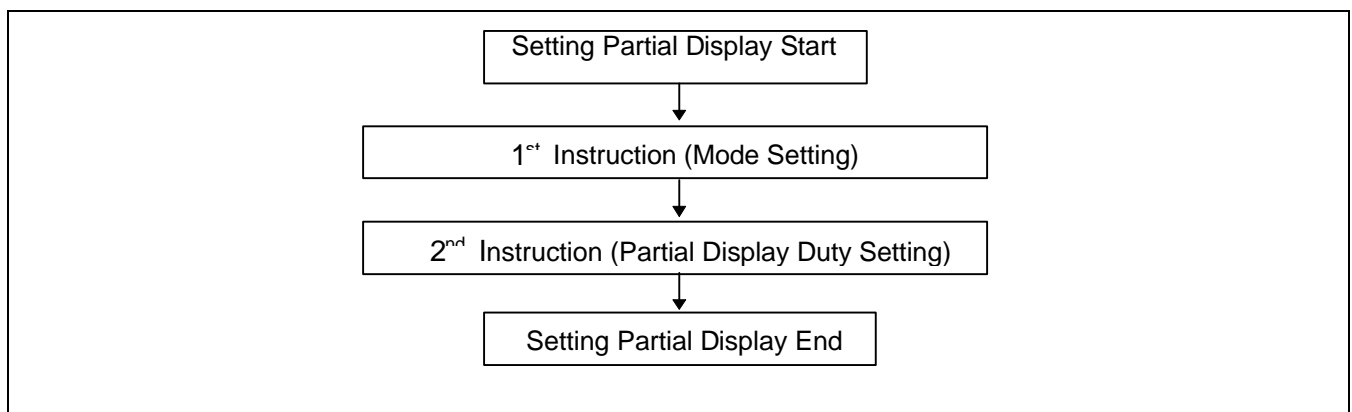 Setting Partial Display Start
1st Instruction (Mode Setting)
2nd Instruction (Partial Display Duty Setting)
Setting Partial Display End